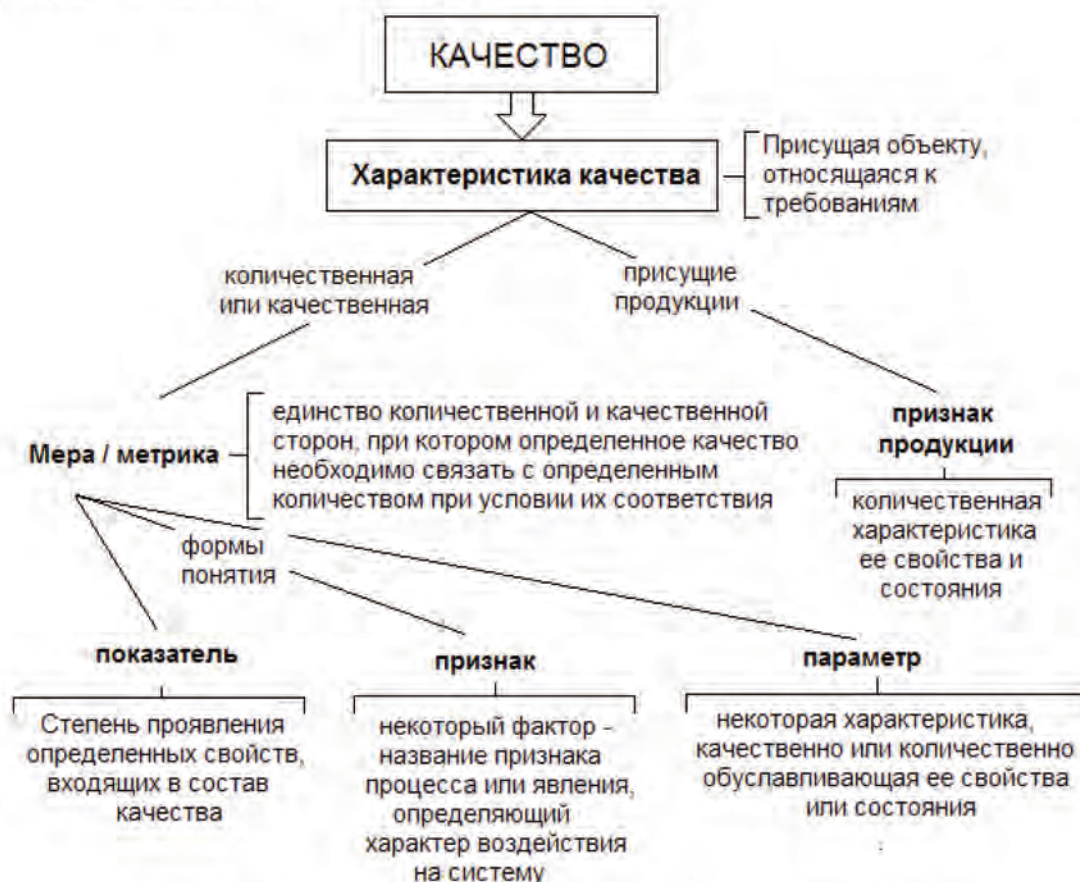 КАЧЕСТВО
Характеристика качества
Присущая объекту,
относящаяся к
требованиям
количественная
или качественная
присущие
продукции
Мера / метрика
единство количественной и качественной
сторон, при котором определенное качество
необходимо связать с определенным
количеством при условии их соответствия
признак
продукции
количественная
характеристика
ее свойства и
состояния
формы
понятия
показатель
Степень проявления
определенных свойств,
входящих в состав
качества
признак
некоторый фактор –
название признака
процесса или явления,
определяющий
характер воздействия
на систему
параметр
некоторая характеристика,
качественно или количественно
обуславпивающая ее свойства
или состояния